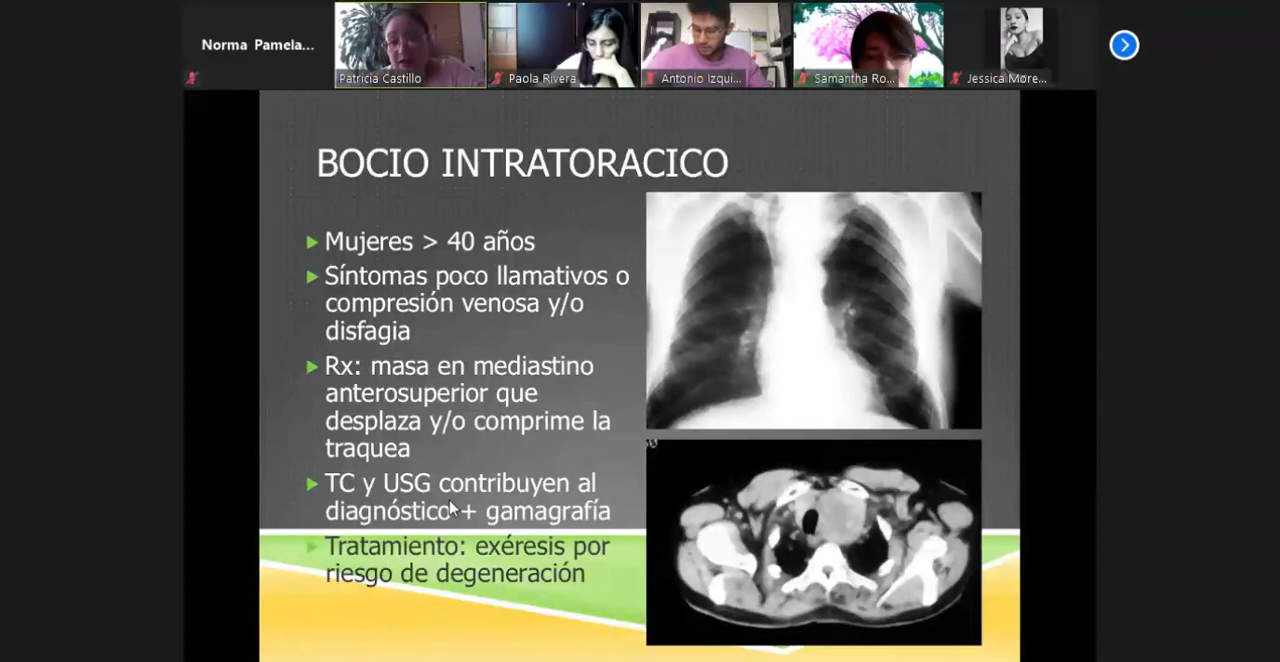 Norma Pamela...
Patricia Castillo
Paola Rivera
Antonio Izqui...
Samantha Ro...
Jessica More...
BOCIO INTRATORACICO
Mujeres > 40 años
Síntomas poco llamativos o
compresión venosa y/o
disfagia
Rx: masa en mediastino
anterosuperior que
desplaza y/o comprime la
traquea
TC y USG contribuyen al
diagnóstico + gamagrafía
Tratamiento: exéresis por
riesgo de degeneración